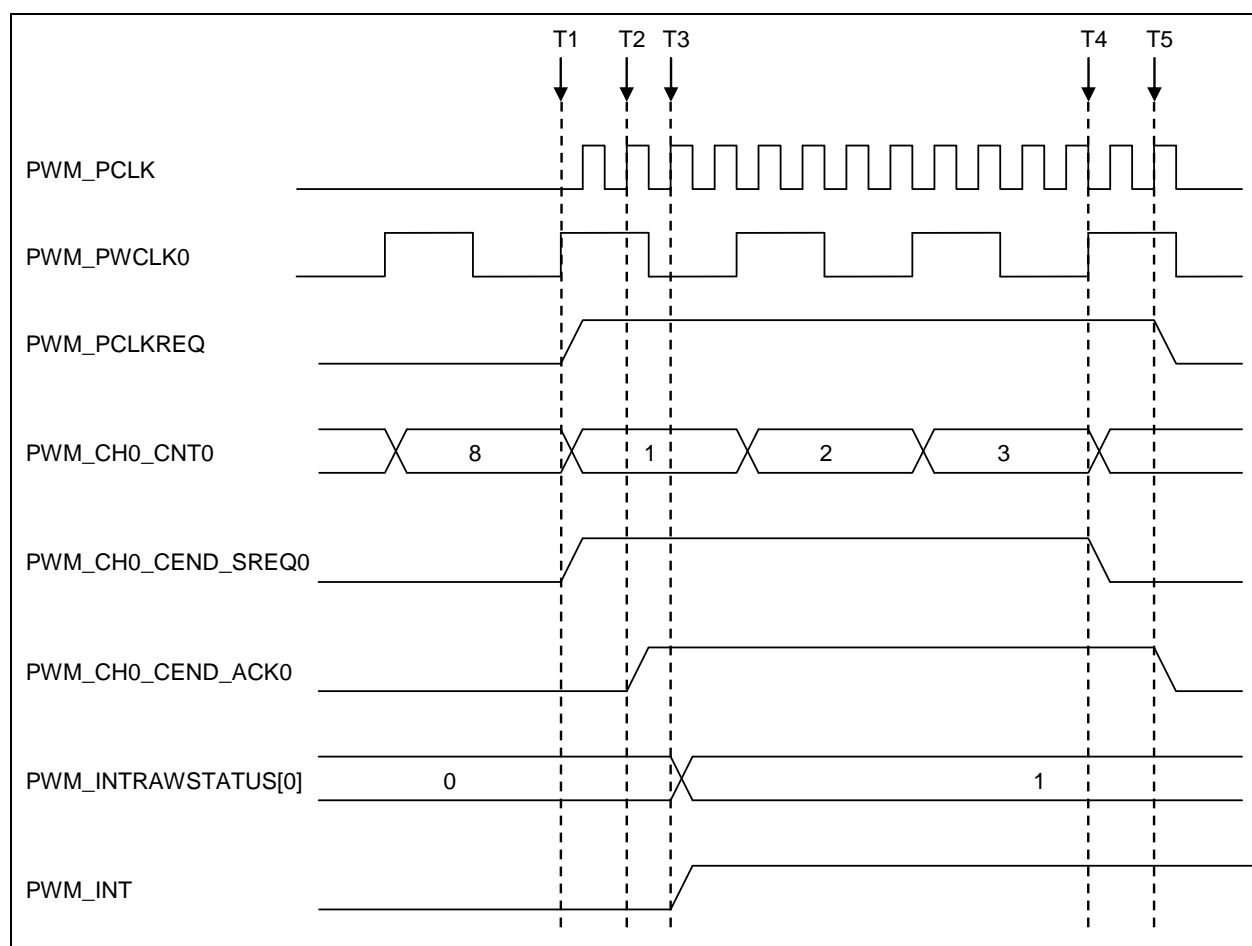 T1 T2 T3 T4 T5
PWM_PCLK
PWM_PWCLK0
PWM_PCLKREQ
PWM_CH0_CNT0 8 1 2 3
PWM_CH0_CEND_SREQ0
PWM_CH0_CEND_ACK0
PWM_INTRAWSTATUS[0] 0 1
PWM_INT